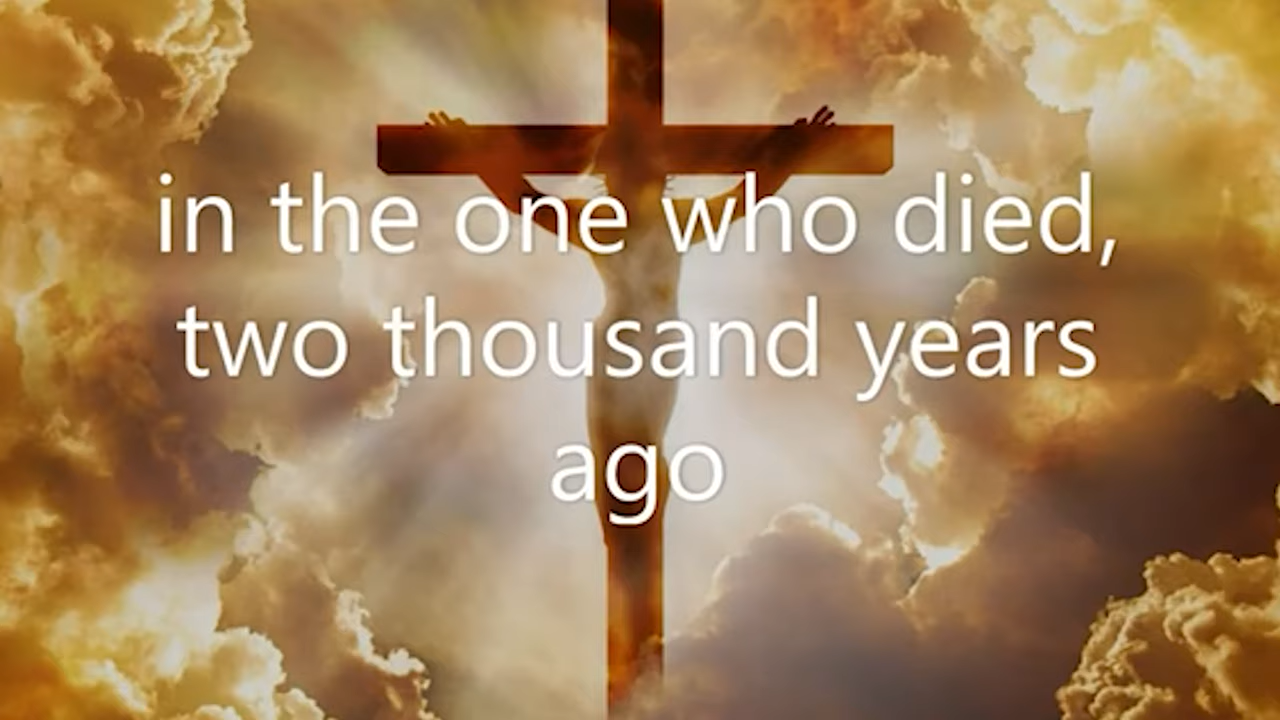 in the one who died,
two thousand years
ago